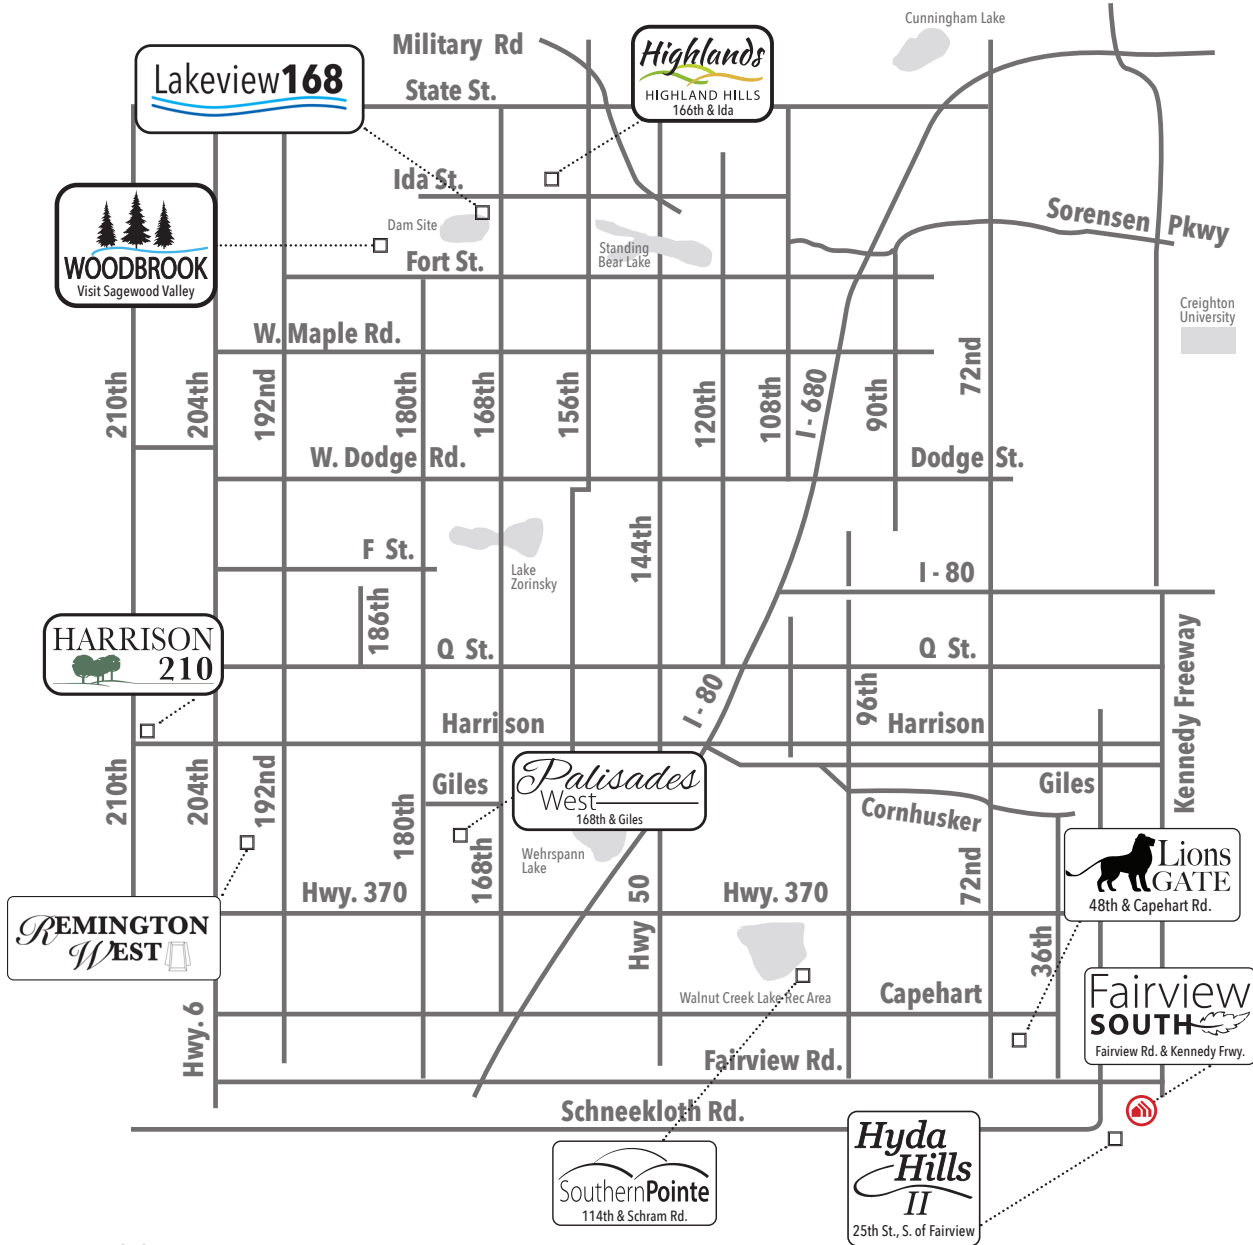 Cunningham Lake
Military Rd
Highlands
HIGHLAND HILLS
166th & Ida
Lakeview168
State St.
Ida St.
WOODBROOK
Visit Sagewood Valley
Dam Site
Standing
Bear Lake
Sorensen Pkwy
Fort St.
Creighton
University
W. Maple Rd.
210th
204th
192nd
180th
168th
156th
120th
108th
I - 680
90th
72nd
W. Dodge Rd.
Dodge St.
144th
F St.
Lake
Zorinsky
I - 80
186th
HARRISON
210
Q St.
Q St.
Kennedy Freeway
I - 80
96th
Harrison
Harrison
210th
204th
192nd
180th
Giles
168th
Palisades
West
168th & Giles
Giles
Cornhusker
Wehrspann
Lake
72nd
Lions
GATE
48th & Capehart Rd.
Hwy. 370
Hwy 50
Hwy. 370
REMINGTON
WEST
36th
Walnut Creek Lake Rec Area
Capehart
Fairview
SOUTH
Fairview Rd. & Kennedy Frwy.
Hwy. 6
Fairview Rd.
Schneekloth Rd.
Hyda
Hills
II
25th St., S. of Fairview
SouthernPointe
114th & Schram Rd.